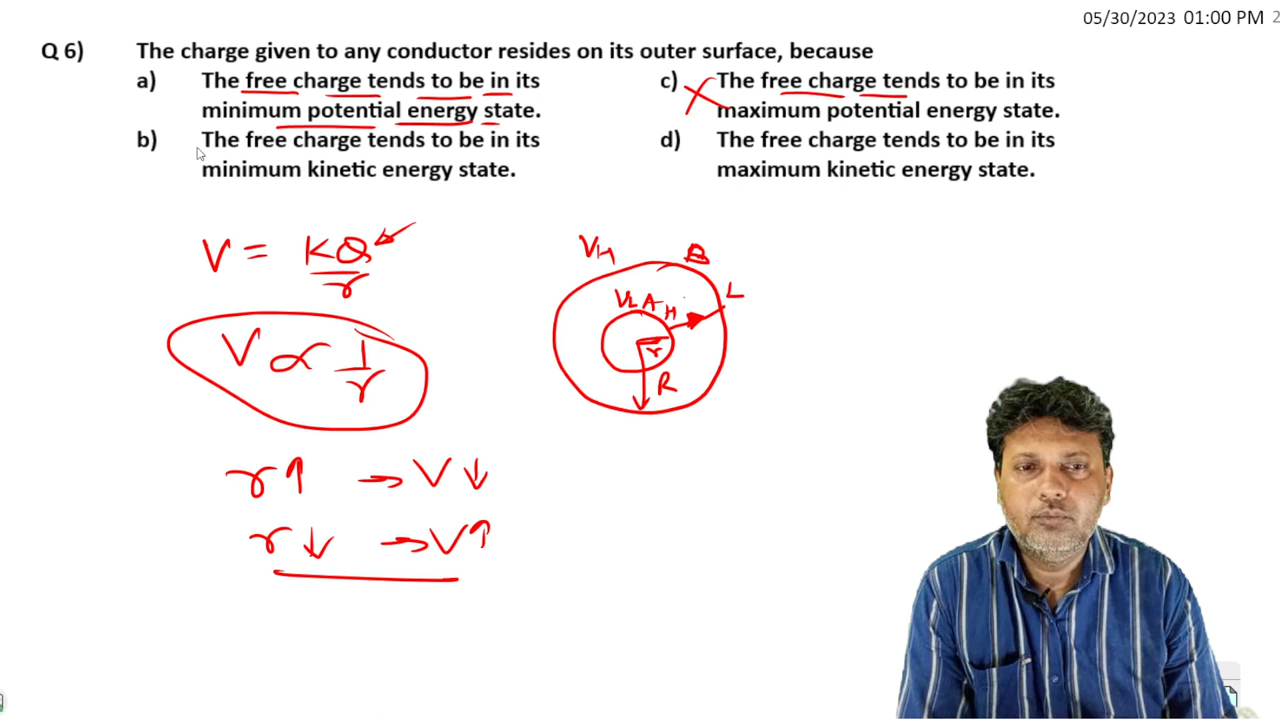 05/30/2023 01:00 PM 2
Q 6) The charge given to any conductor resides on its outer surface, because
a) The free charge tends to be in its
minimum potential energy state.
b) The free charge tends to be in its
minimum kinetic energy state.
c) The free charge tends to be in its
maximum potential energy state.
d) The free charge tends to be in its
maximum kinetic energy state.
V = KQ
r
V ∝ 1
r
r↑ → V↓
r↓ → V↑
VH B
L
VL A H
r
R